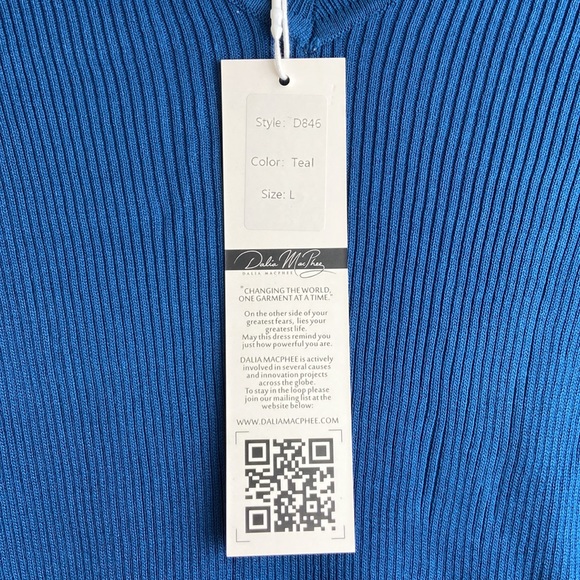 Style: D846
Color: Teal
Size: L
Dalia MacPhee
DALIA MACPHEE
"CHANGING THE WORLD,
ONE GARMENT AT A TIME."
On the other side of your
greatest fears, lies your
greatest life.
May this dress remind you
just how powerful you are.
DALIA MACPHEE is actively
involved in several causes
and innovation projects
across the globe.
To stay in the loop please
join our mailing list at the
website below:
WWW.DALIAMACPHEE.COM